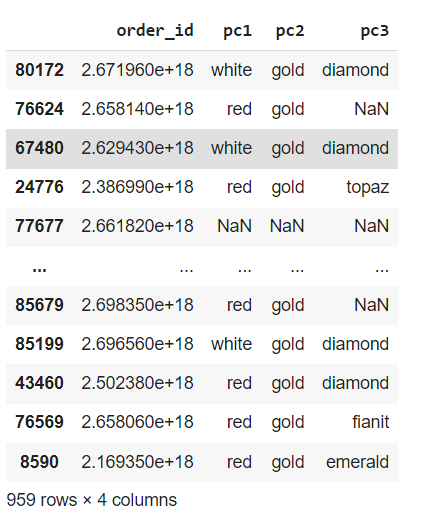 order_id pc1 pc2 pc3
80172 2.671960e+18 white gold diamond
76624 2.658140e+18 red gold NaN
67480 2.629430e+18 white gold diamond
24776 2.386990e+18 red gold topaz
77677 2.661820e+18 NaN NaN NaN
... ... ... ... ...
85679 2.698350e+18 red gold NaN
85199 2.696560e+18 white gold diamond
43460 2.502380e+18 red gold diamond
76569 2.658060e+18 red gold fianit
8590 2.169350e+18 red gold emerald
959 rows × 4 columns